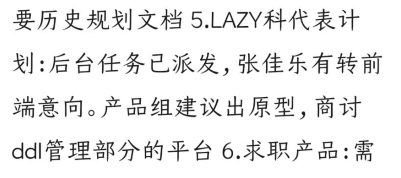 要历史规划文档 5.LAZY科代表计
划:后台任务已派发,张佳乐有转前
端意向。产品组建议出原型,商讨
ddl管理部分的平台 6.求职产品:需